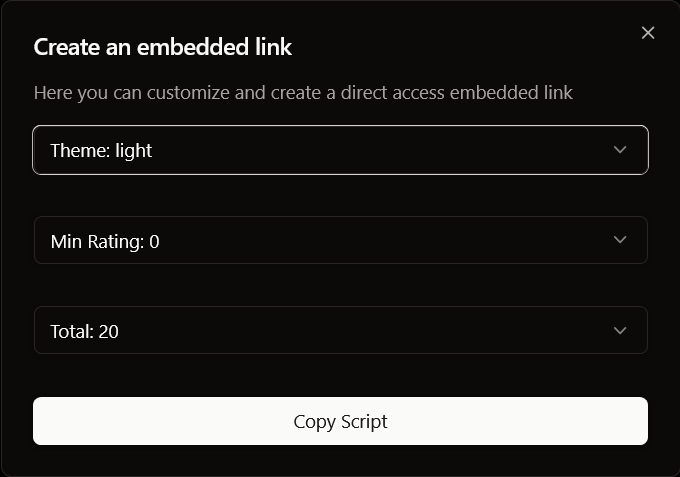 Create an embedded link
Here you can customize and create a direct access embedded link
Theme: light
Min Rating: 0
Total: 20
Copy Script